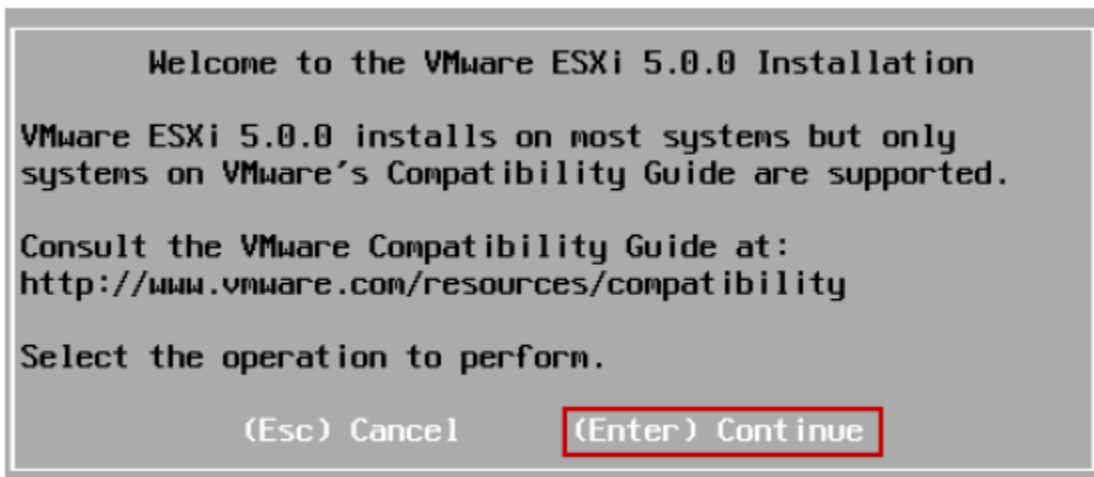 Welcome to the VMware ESXi 5.0.0 Installation
VMware ESXi 5.0.0 installs on most systems but only
systems on VMware's Compatibility Guide are supported.
Consult the VMware Compatibility Guide at:
http://www.vmware.com/resources/compatibility
Select the operation to perform.
(Esc) Cancel (Enter) Continue